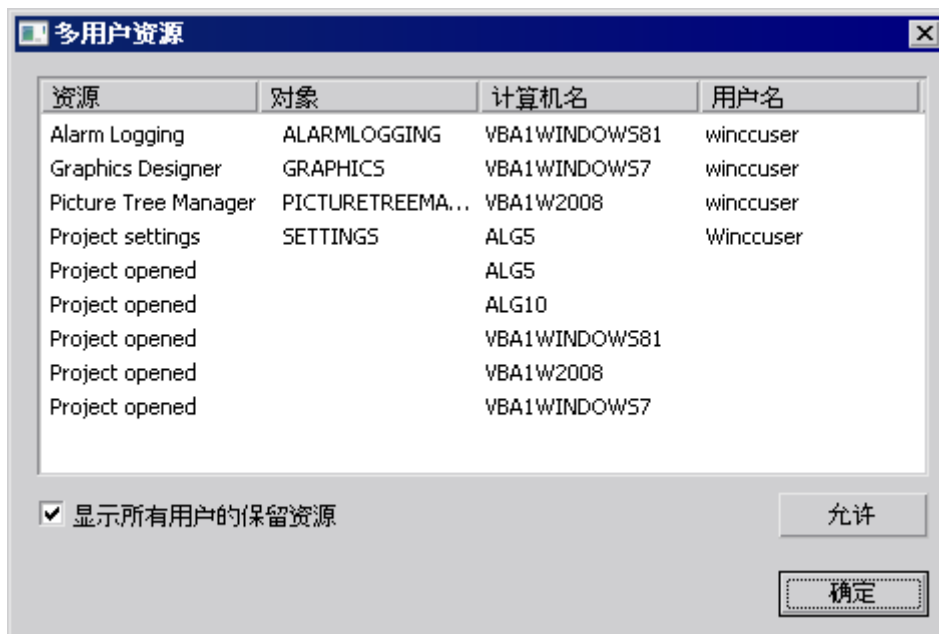 多用户资源
资源 对象 计算机名 用户名
Alarm Logging ALARMLOGGING VBA1WINDOWS81 winccuser
Graphics Designer GRAPHICS VBA1WINDOWS7 winccuser
Picture Tree Manager PICTURETREEMA... VBA1W2008 winccuser
Project settings SETTINGS ALG5 Winccuser
Project opened ALG5
Project opened ALG10
Project opened VBA1WINDOWS81
Project opened VBA1W2008
Project opened VBA1WINDOWS7
显示所有用户的保留资源 允许
确定